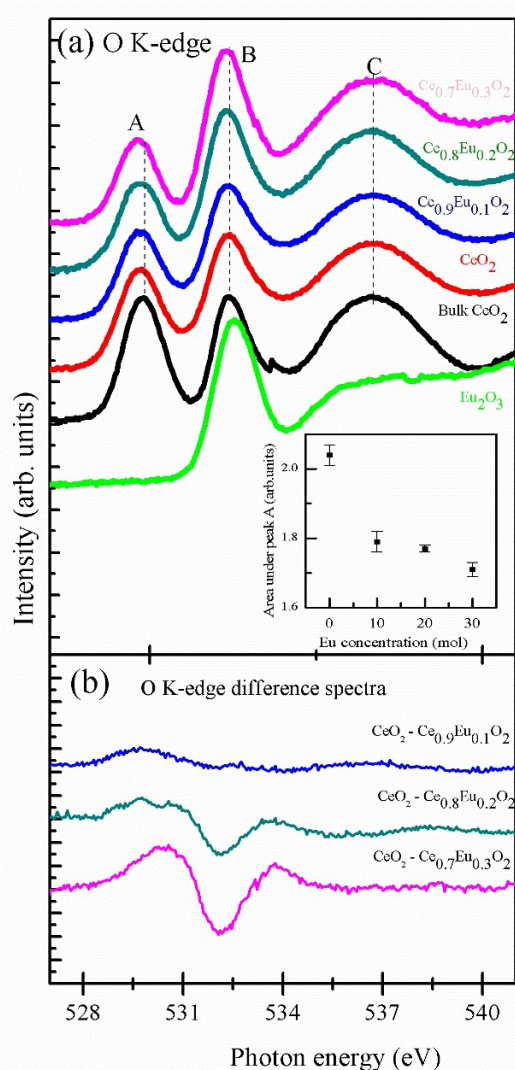 (a) O K-edge
B
A
C
Ce0.7Eu0.3O2
Ce0.8Eu0.2O2
Ce0.9Eu0.1O2
CeO2
Bulk CeO2
Eu2O3
Intensity (arb. units)
Area under peak A (arb.units)
2.0
1.8
1.6
0 10 20 30
Eu concentration (mol)
(b) O K-edge difference spectra
CeO2 - Ce0.9Eu0.1O2
CeO2 - Ce0.8Eu0.2O2
CeO2 - Ce0.7Eu0.3O2
528 531 534 537 540
Photon energy (eV)